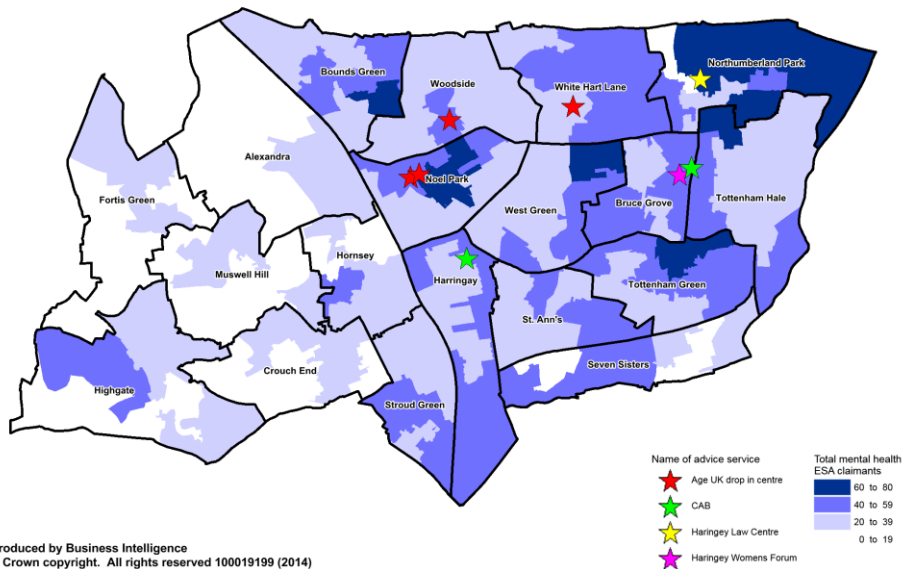 Northumberland Park
Bounds Green
Woodside
White Hart Lane
Alexandra
Noel Park
Fortis Green
West Green
Bruce Grove
Tottenham Hale
Muswell Hill
Hornsey
Harringay
Tottenham Green
St. Ann's
Seven Sisters
Highgate
Crouch End
Stroud Green
Name of advice service
Age UK drop in centre
CAB
Haringey Law Centre
Haringey Womens Forum
Total mental health
ESA claimants
60 to 80
40 to 59
20 to 39
0 to 19
roduced by Business Intelligence
Crown copyright. All rights reserved 100019199 (2014)